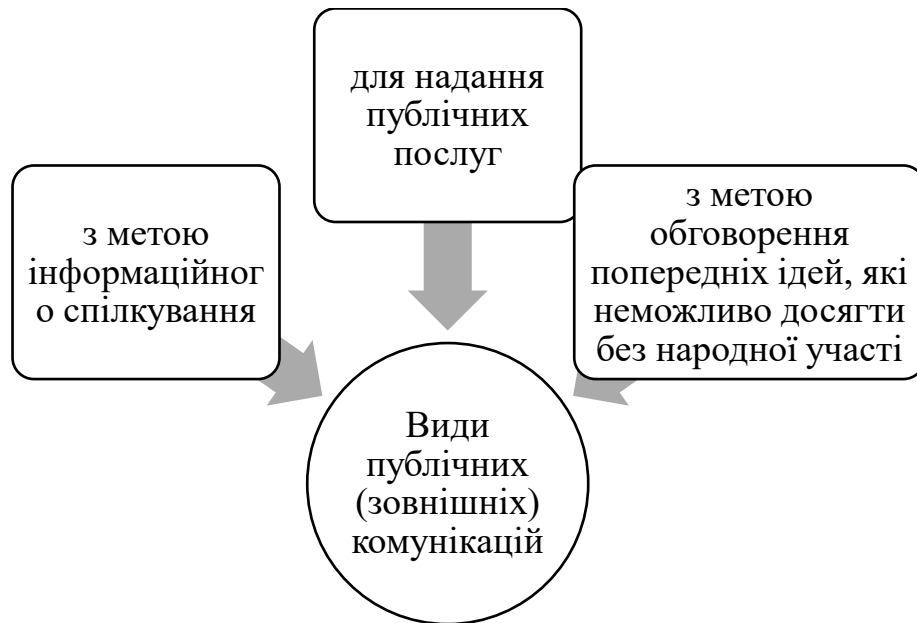 для надання
публічних
послуг
з метою
інформаційног
о спілкування
з метою
обговорення
попередніх ідей, які
неможливо досягти
без народної участі
Види
публічних
(зовнішніх)
комунікацій